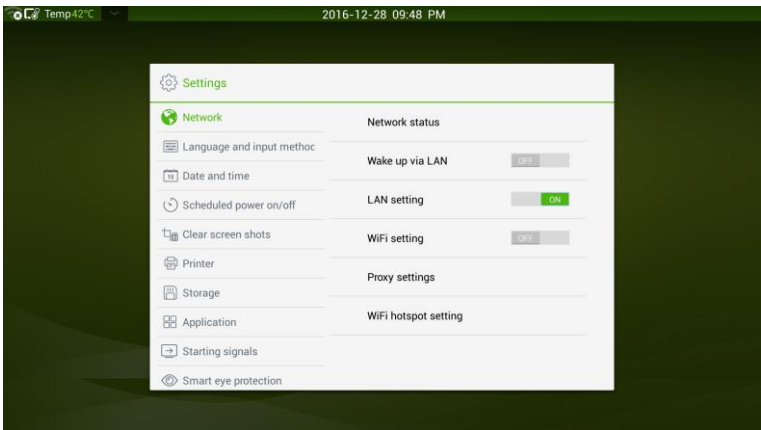 Temp42°C
2016-12-28 09:48 PM
Settings
Network
Language and input methoc
Date and time
Scheduled power on/off
Clear screen shots
Printer
Storage
Application
Starting signals
Smart eye protection
Network status
Wake up via LAN OFF
LAN setting ON
WiFi setting OFF
Proxy settings
WiFi hotspot setting